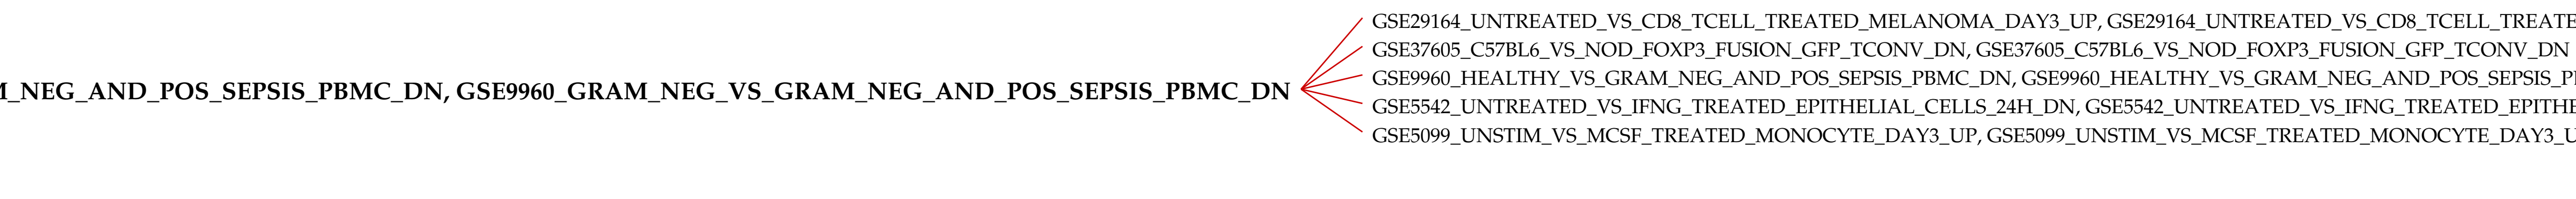 M_NEG_AND_POS_SEPSIS_PBMC_DN, GSE9960_GRAM_NEG_VS_GRAM_NEG_AND_POS_SEPSIS_PBMC_DN
GSE29164_UNTREATED_VS_CD8_TCELL_TREATED_MELANOMA_DAY3_UP, GSE29164_UNTREATED_VS_CD8_TCELL_TREATE
GSE37605_C57BL6_VS_NOD_FOXP3_FUSION_GFP_TCONV_DN, GSE37605_C57BL6_VS_NOD_FOXP3_FUSION_GFP_TCONV_DN
GSE9960_HEALTHY_VS_GRAM_NEG_AND_POS_SEPSIS_PBMC_DN, GSE9960_HEALTHY_VS_GRAM_NEG_AND_POS_SEPSIS_P
GSE5542_UNTREATED_VS_IFNG_TREATED_EPITHELIAL_CELLS_24H_DN, GSE5542_UNTREATED_VS_IFNG_TREATED_EPITHE
GSE5099_UNSTIM_VS_MCSF_TREATED_MONOCYTE_DAY3_UP, GSE5099_UNSTIM_VS_MCSF_TREATED_MONOCYTE_DAY3_U